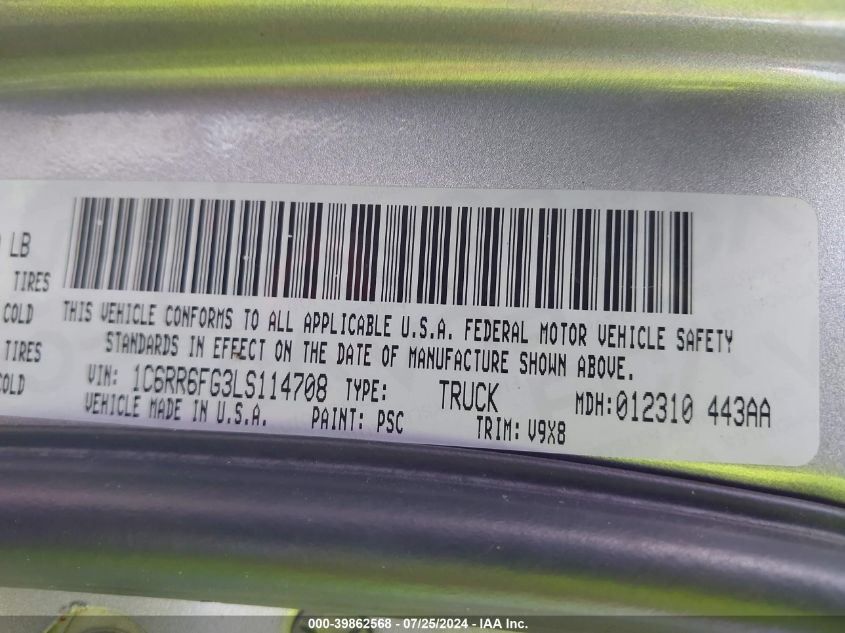 LB
TIRES
COLD
TIRES
COLD
THIS VEHICLE CONFORMS TO ALL APPLICABLE U.S.A. FEDERAL MOTOR VEHICLE SAFETY
STANDARDS IN EFFECT ON THE DATE OF MANUFACTURE SHOWN ABOVE.
VIN: 1C6RR6FG3LS114708 TYPE: TRUCK MDH:012310 443AA
VEHICLE MADE IN U.S.A. PAINT: PSC TRIM: V9X8
000-39862568 - 07/25/2024 - IAA Inc.